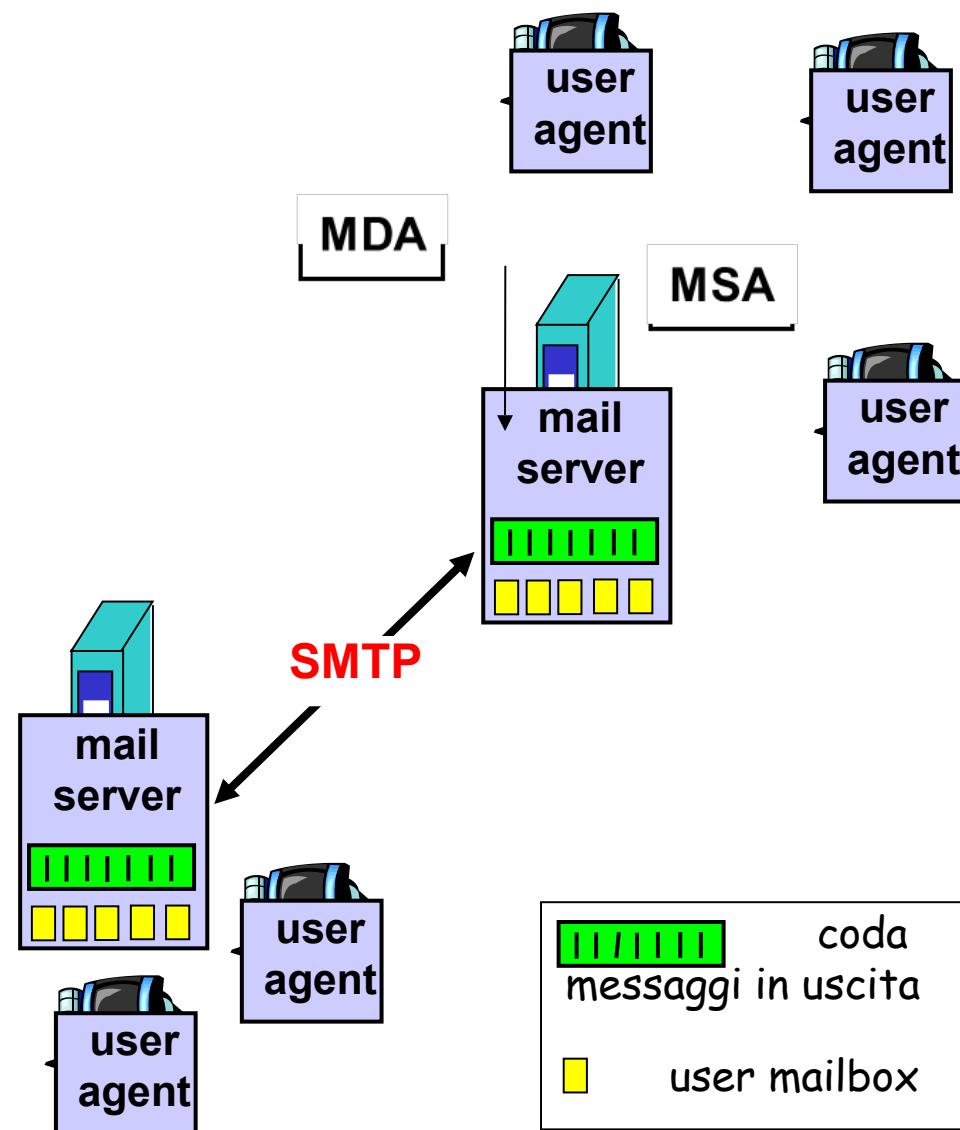 user
agent
user
agent
MDA
MSA
user
agent
mail
server
SMTP
mail
server
user
agent
user
agent
coda
messaggi in uscita
user mailbox